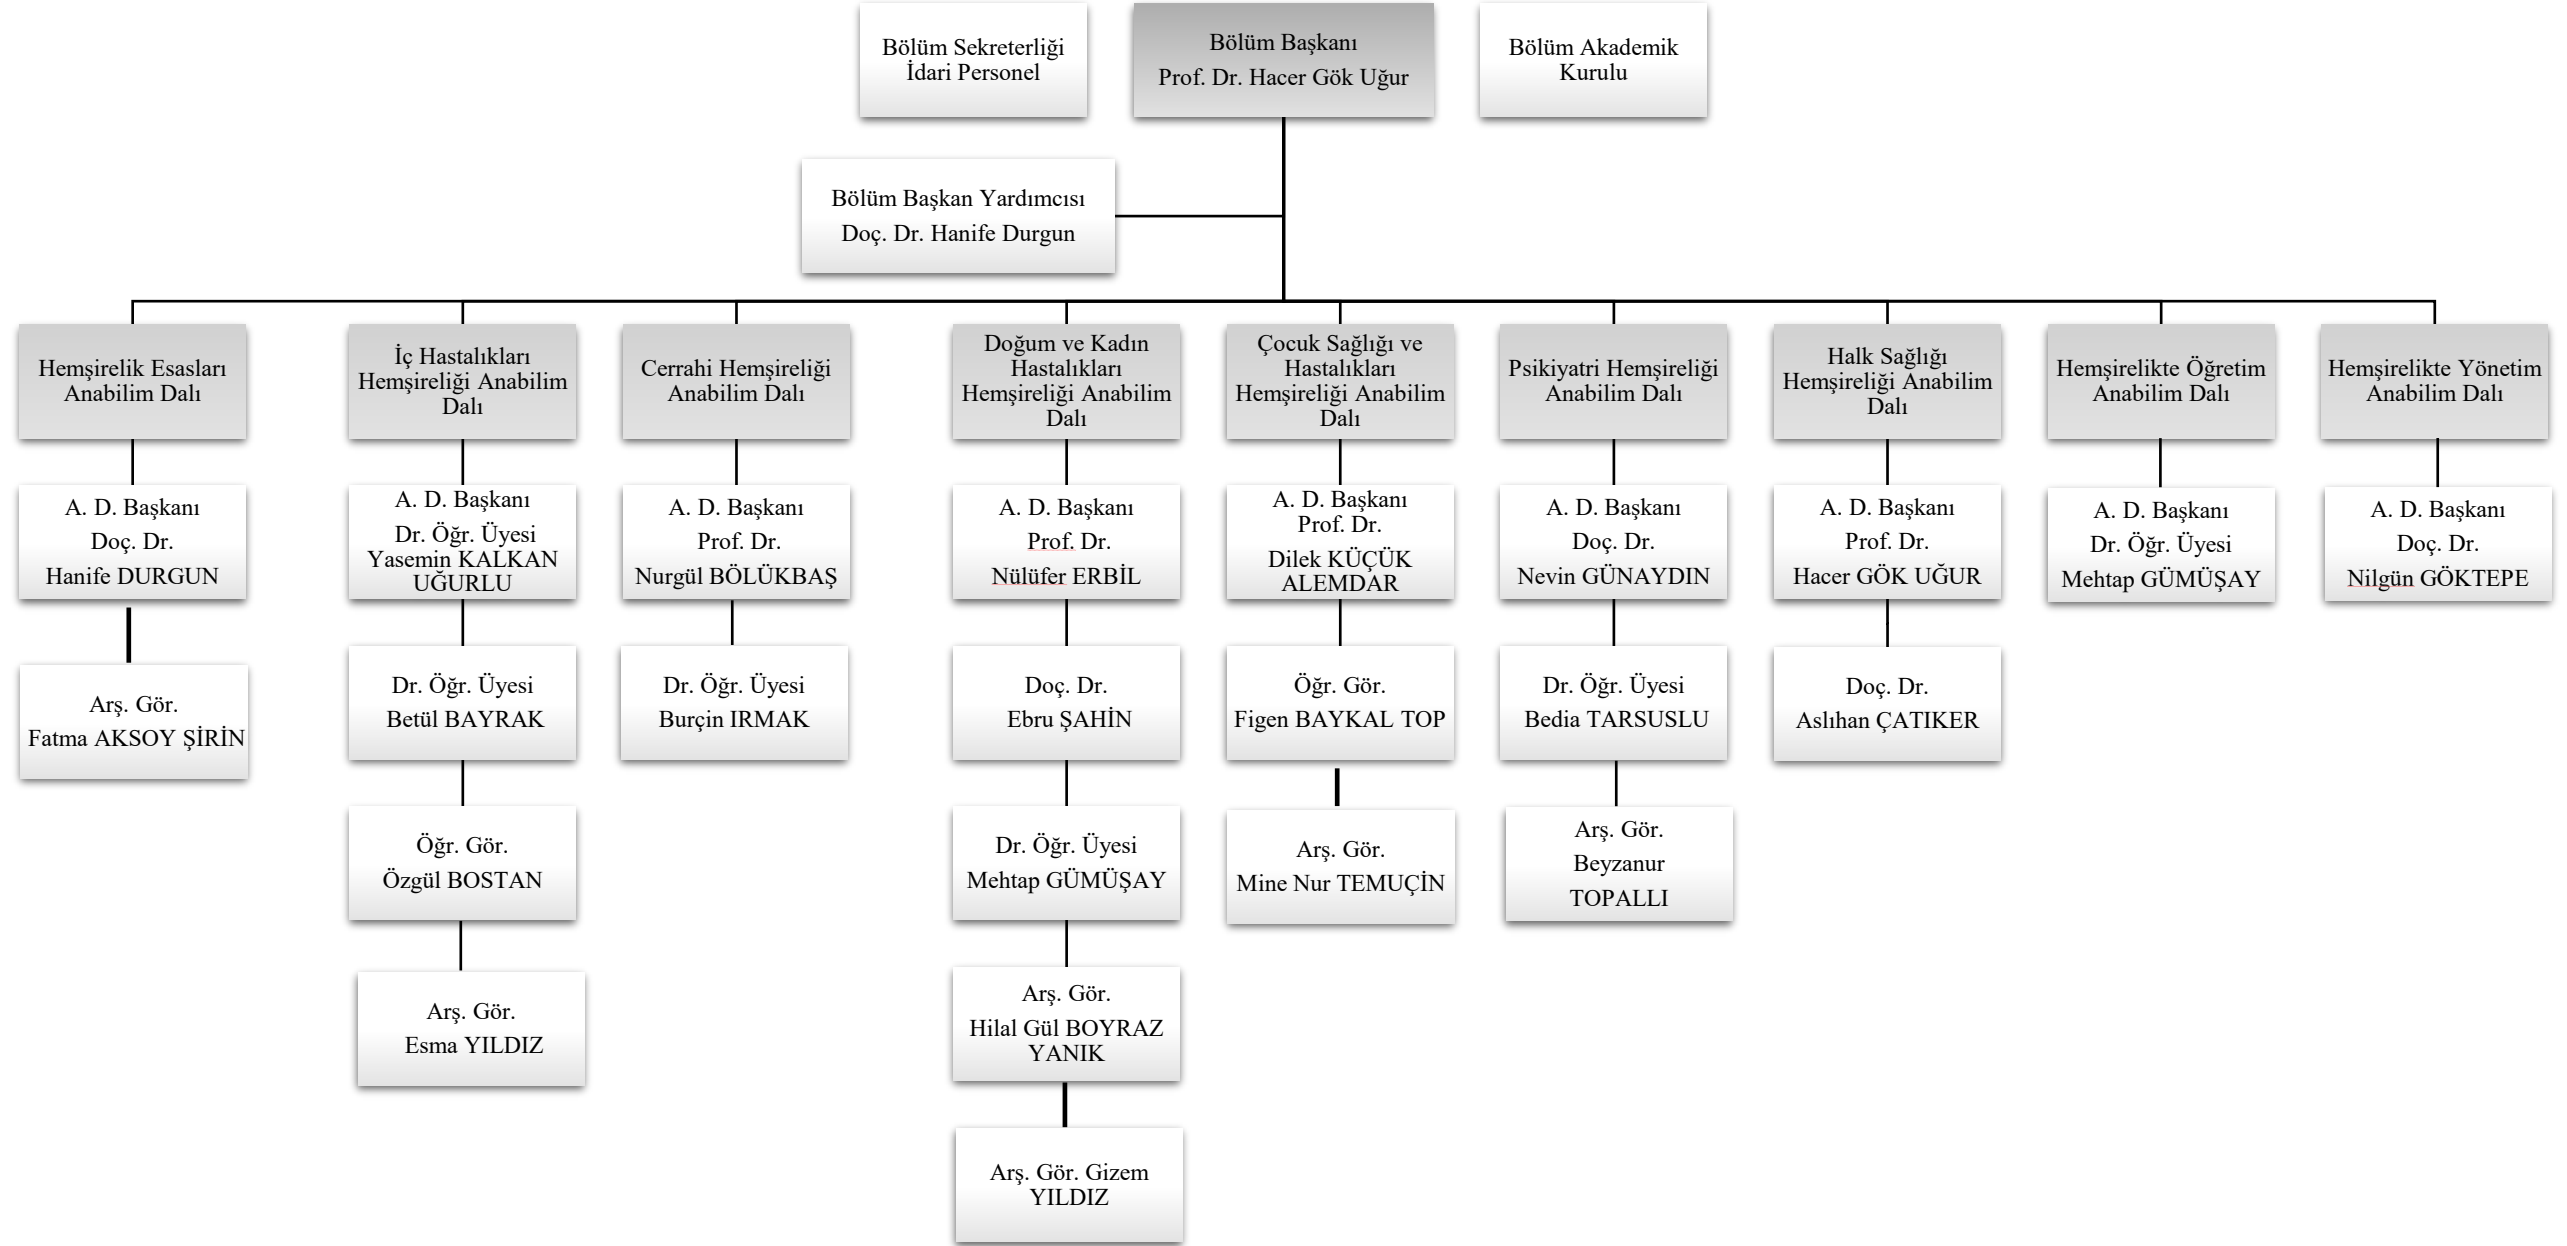 Bölüm Sekreterliği
İdari Personel
Bölüm Başkanı
Prof. Dr. Hacer Gök Uğur
Bölüm Akademik
Kurulu
Bölüm Başkan Yardımcısı
Doç. Dr. Hanife Durgun
Hemşirelik Esasları
Anabilim Dalı
A. D. Başkanı
Doç. Dr.
Hanife DURGUN
Arş. Gör.
Fatma AKSOY ŞİRİN
İç Hastalıkları
Hemşireliği Anabilim
Dalı
A. D. Başkanı
Dr. Öğr. Üyesi
Yasemin KALKAN
UĞURLU
Dr. Öğr. Üyesi
Betül BAYRAK
Öğr. Gör.
Özgül BOSTAN
Arş. Gör.
Esma YILDIZ
Cerrahi Hemşireliği
Anabilim Dalı
A. D. Başkanı
Prof. Dr.
Nurgül BÖLÜKBAŞ
Dr. Öğr. Üyesi
Burçin IRMAK
Doğum ve Kadın
Hastalıkları
Hemşireliği Anabilim
Dalı
A. D. Başkanı
Prof. Dr.
Nülüfer ERBİL
Doç. Dr.
Ebru ŞAHİN
Dr. Öğr. Üyesi
Mehtap GÜMÜŞAY
Arş. Gör.
Hilal Gül BOYRAZ
YANIK
Arş. Gör. Gizem
YILDIZ
Çocuk Sağlığı ve
Hastalıkları
Hemşireliği Anabilim
Dalı
A. D. Başkanı
Prof. Dr.
Dilek KÜÇÜK
ALEMDAR
Öğr. Gör.
Figen BAYKAL TOP
Arş. Gör.
Mine Nur TEMUÇİN
Psikiyatri Hemşireliği
Anabilim Dalı
A. D. Başkanı
Doç. Dr.
Nevin GÜNAYDIN
Dr. Öğr. Üyesi
Bedia TARSUSLU
Arş. Gör.
Beyzanur
TOPALLI
Halk Sağlığı
Hemşireliği Anabilim
Dalı
A. D. Başkanı
Prof. Dr.
Hacer GÖK UĞUR
Doç. Dr.
Aslıhan ÇATIKER
Hemşirelikte Öğretim
Anabilim Dalı
A. D. Başkanı
Dr. Öğr. Üyesi
Mehtap GÜMÜŞAY
Hemşirelikte Yönetim
Anabilim Dalı
A. D. Başkanı
Doç. Dr.
Nilgün GÖKTEPE